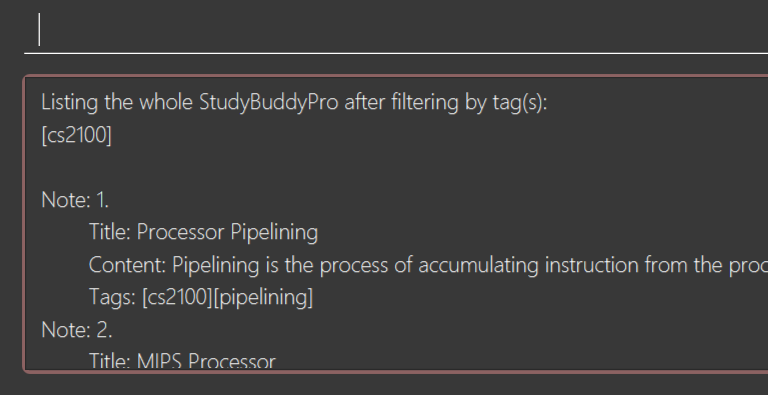 Listing the whole StudyBuddyPro after filtering by tag(s):
[cs2100]
Note: 1.
Title: Processor Pipelining
Content: Pipelining is the process of accumulating instruction from the
Tags: [cs2100][pipelining]
Note: 2.
Title: MIPS Processor